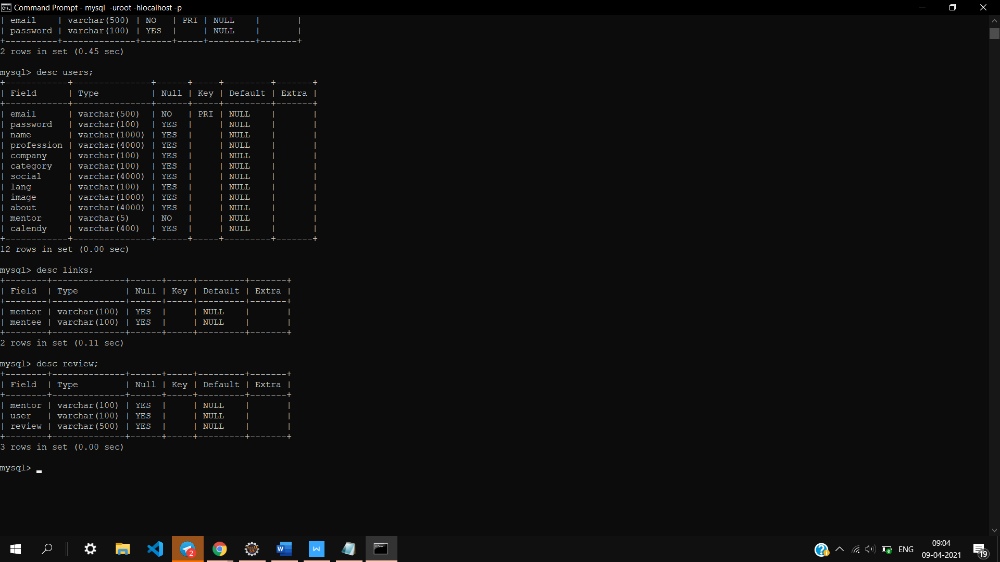 Command Prompt - mysql  -uroot -hlocalhost -p
| email    | varchar(500) | NO   | PRI | NULL    |       |
| password | varchar(100) | YES  |     | NULL    |       |
+----------+--------------+------+-----+---------+-------+
2 rows in set (0.45 sec)
mysql> desc users;
+------------+---------------+------+-----+---------+-------+
| Field      | Type          | Null | Key | Default | Extra |
+------------+---------------+------+-----+---------+-------+
| email      | varchar(500)  | NO   | PRI | NULL    |       |
| password   | varchar(100)  | YES  |     | NULL    |       |
| name       | varchar(1000) | YES  |     | NULL    |       |
| profession | varchar(4000) | YES  |     | NULL    |       |
| company    | varchar(100)  | YES  |     | NULL    |       |
| category   | varchar(100)  | YES  |     | NULL    |       |
| social     | varchar(4000) | YES  |     | NULL    |       |
| lang       | varchar(100)  | YES  |     | NULL    |       |
| image      | varchar(1000) | YES  |     | NULL    |       |
| about      | varchar(4000) | YES  |     | NULL    |       |
| mentor     | varchar(5)    | NO   |     | NULL    |       |
| calendy    | varchar(400)  | YES  |     | NULL    |       |
+------------+---------------+------+-----+---------+-------+
12 rows in set (0.00 sec)
mysql> desc links;
+--------+--------------+------+-----+---------+-------+
| Field  | Type         | Null | Key | Default | Extra |
+--------+--------------+------+-----+---------+-------+
| mentor | varchar(100) | YES  |     | NULL    |       |
| mentee | varchar(100) | YES  |     | NULL    |       |
+--------+--------------+------+-----+---------+-------+
2 rows in set (0.11 sec)
mysql> desc review;
+--------+--------------+------+-----+---------+-------+
| Field  | Type         | Null | Key | Default | Extra |
+--------+--------------+------+-----+---------+-------+
| mentor | varchar(100) | YES  |     | NULL    |       |
| user   | varchar(100) | YES  |     | NULL    |       |
| review | varchar(500) | YES  |     | NULL    |       |
+--------+--------------+------+-----+---------+-------+
3 rows in set (0.00 sec)
mysql>
2
ENG
09:04
09-04-2021
19